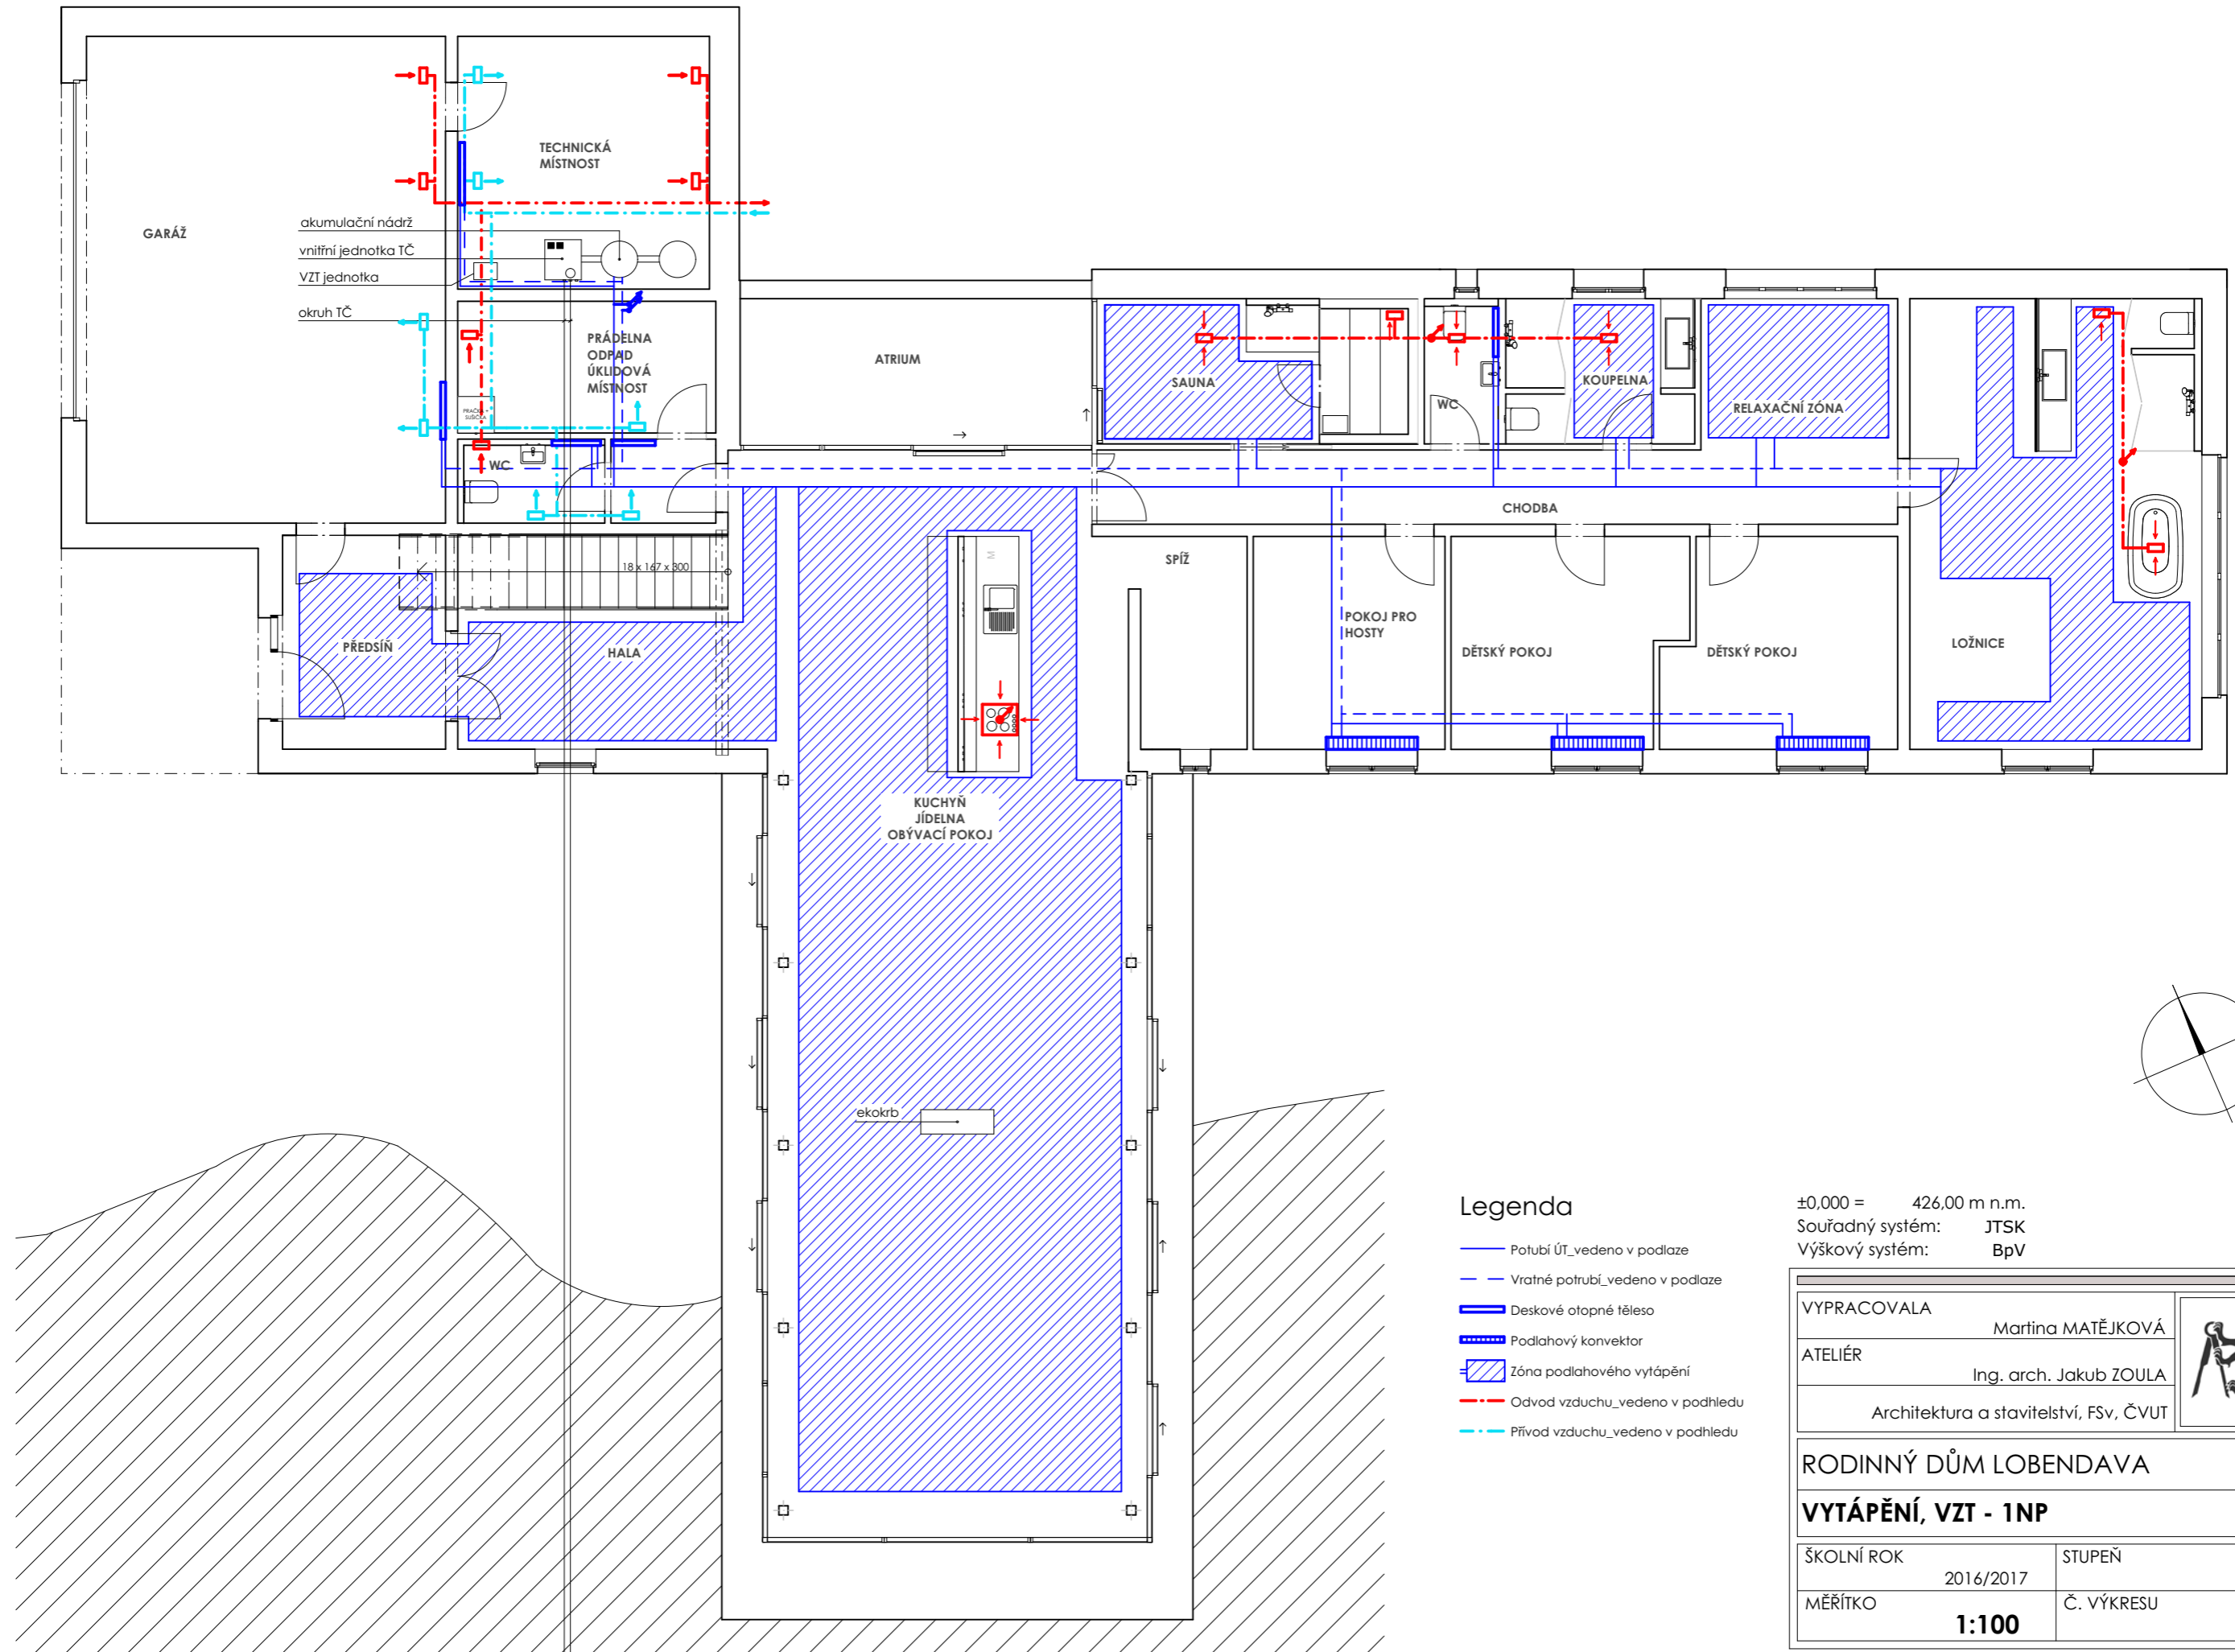 TECHNICKÁ
MÍSTNOST
GARÁŽ
akumulační nádrž
vnitřní jednotka TČ
VZT jednotka
okruh TČ
PRÁDELNA
ODPAD
ÚKLIDOVÁ
MÍSTNOST
PRAČKA +
SUŠIČKA
WC
ATRIUM
SAUNA
WC
KOUPELNA
RELAXAČNÍ ZÓNA
CHODBA
18 x 167 x 300
M
SPÍŽ
PŘEDSÍŇ
HALA
POKOJ PRO
HOSTY
DĚTSKÝ POKOJ
DĚTSKÝ POKOJ
LOŽNICE
KUCHYŇ
JÍDELNA
OBÝVACÍ POKOJ
ekokrb
Legenda
Potubí ÚT_vedeno v podlaze
Vratné potrubí_vedeno v podlaze
Deskové otopné těleso
Podlahový konvektor
Zóna podlahového vytápění
Odvod vzduchu_vedeno v podhledu
Přívod vzduchu_vedeno v podhledu
±0,000 = 426,00 m n.m.
Souřadný systém: JTSK
Výškový systém: BpV
VYPRACOVALA
Martina MATĚJKOVÁ
ATELIÉR
Ing. arch. Jakub ZOULA
Architektura a stavitelství, FSv, ČVUT
RODINNÝ DŮM LOBENDAVA
VYTÁPĚNÍ, VZT - 1NP
ŠKOLNÍ ROK
2016/2017
STUPEŇ
MĚŘÍTKO
1:100
Č. VÝKRESU